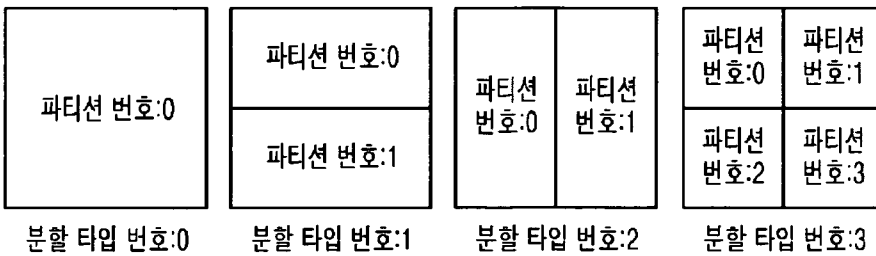 파티션 번호:0
분할 타입 번호:0
파티션 번호:0
파티션 번호:1
분할 타입 번호:1
파티션
번호:0
파티션
번호:1
분할 타입 번호:2
파티션
번호:0
파티션
번호:1
파티션
번호:2
파티션
번호:3
분할 타입 번호:3